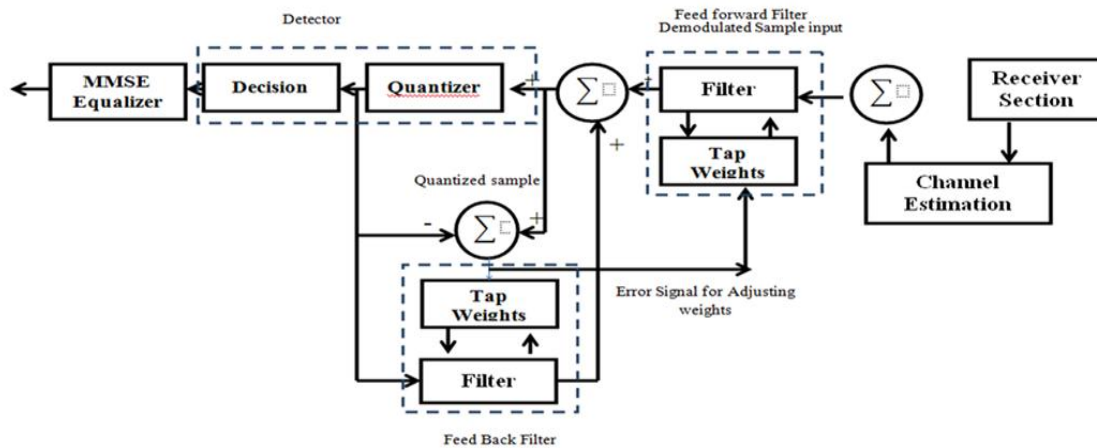 Detector
Feed forward Filter
Demodulated Sample input
MMSE
Equalizer
Decision
Quantizer
+
Σ
+
Filter
Σ
Receiver
Section
+
Tap
Weights
Channel
Estimation
Quantized sample
-
Σ
+
Error Signal for Adjusting
weights
Tap
Weights
Filter
Feed Back Filter